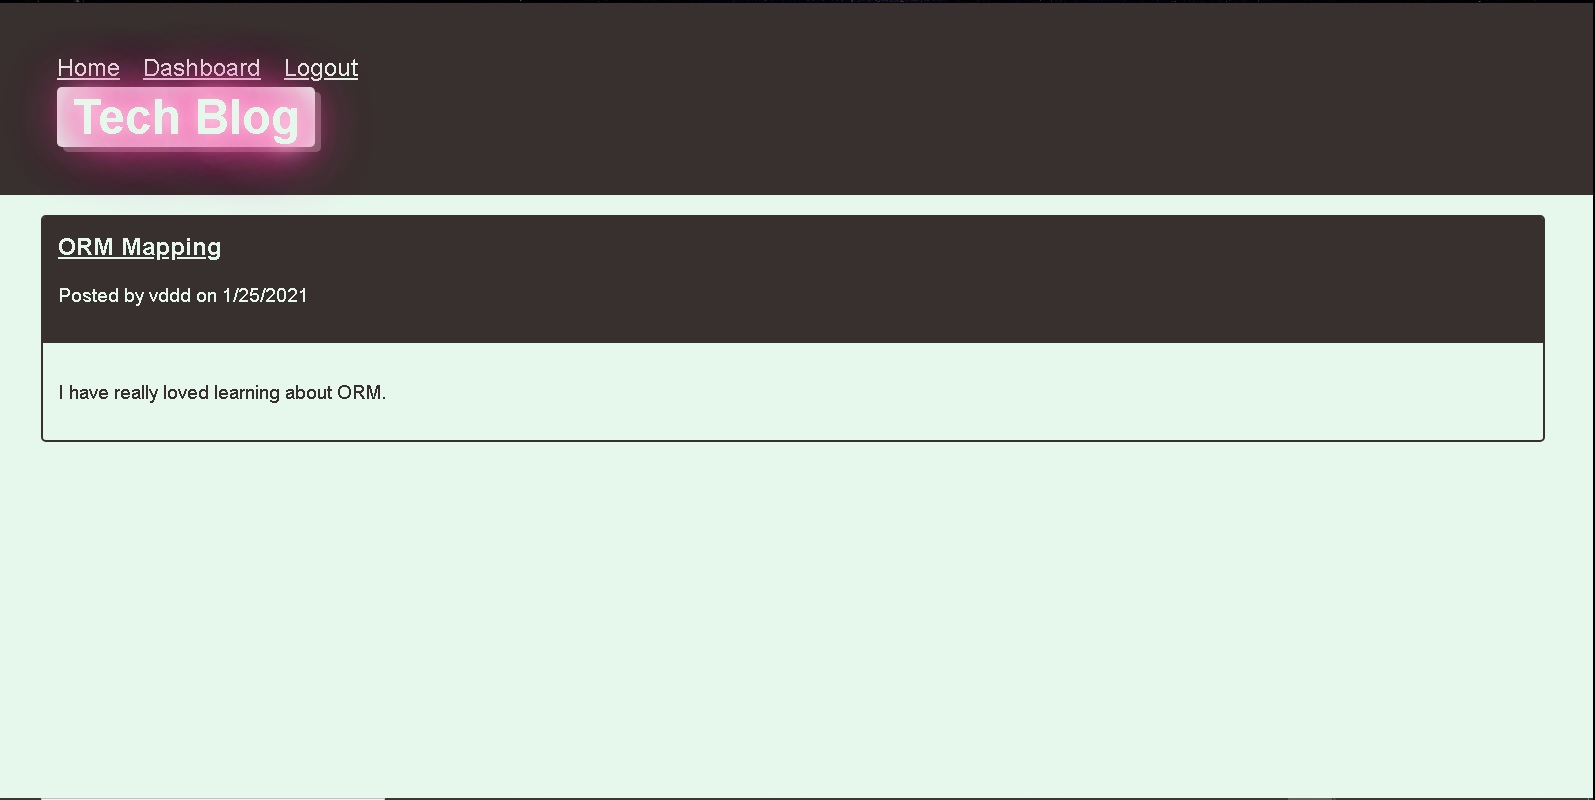 Home Dashboard Logout
Tech Blog
ORM Mapping
Posted by vddd on 1/25/2021
I have really loved learning about ORM.